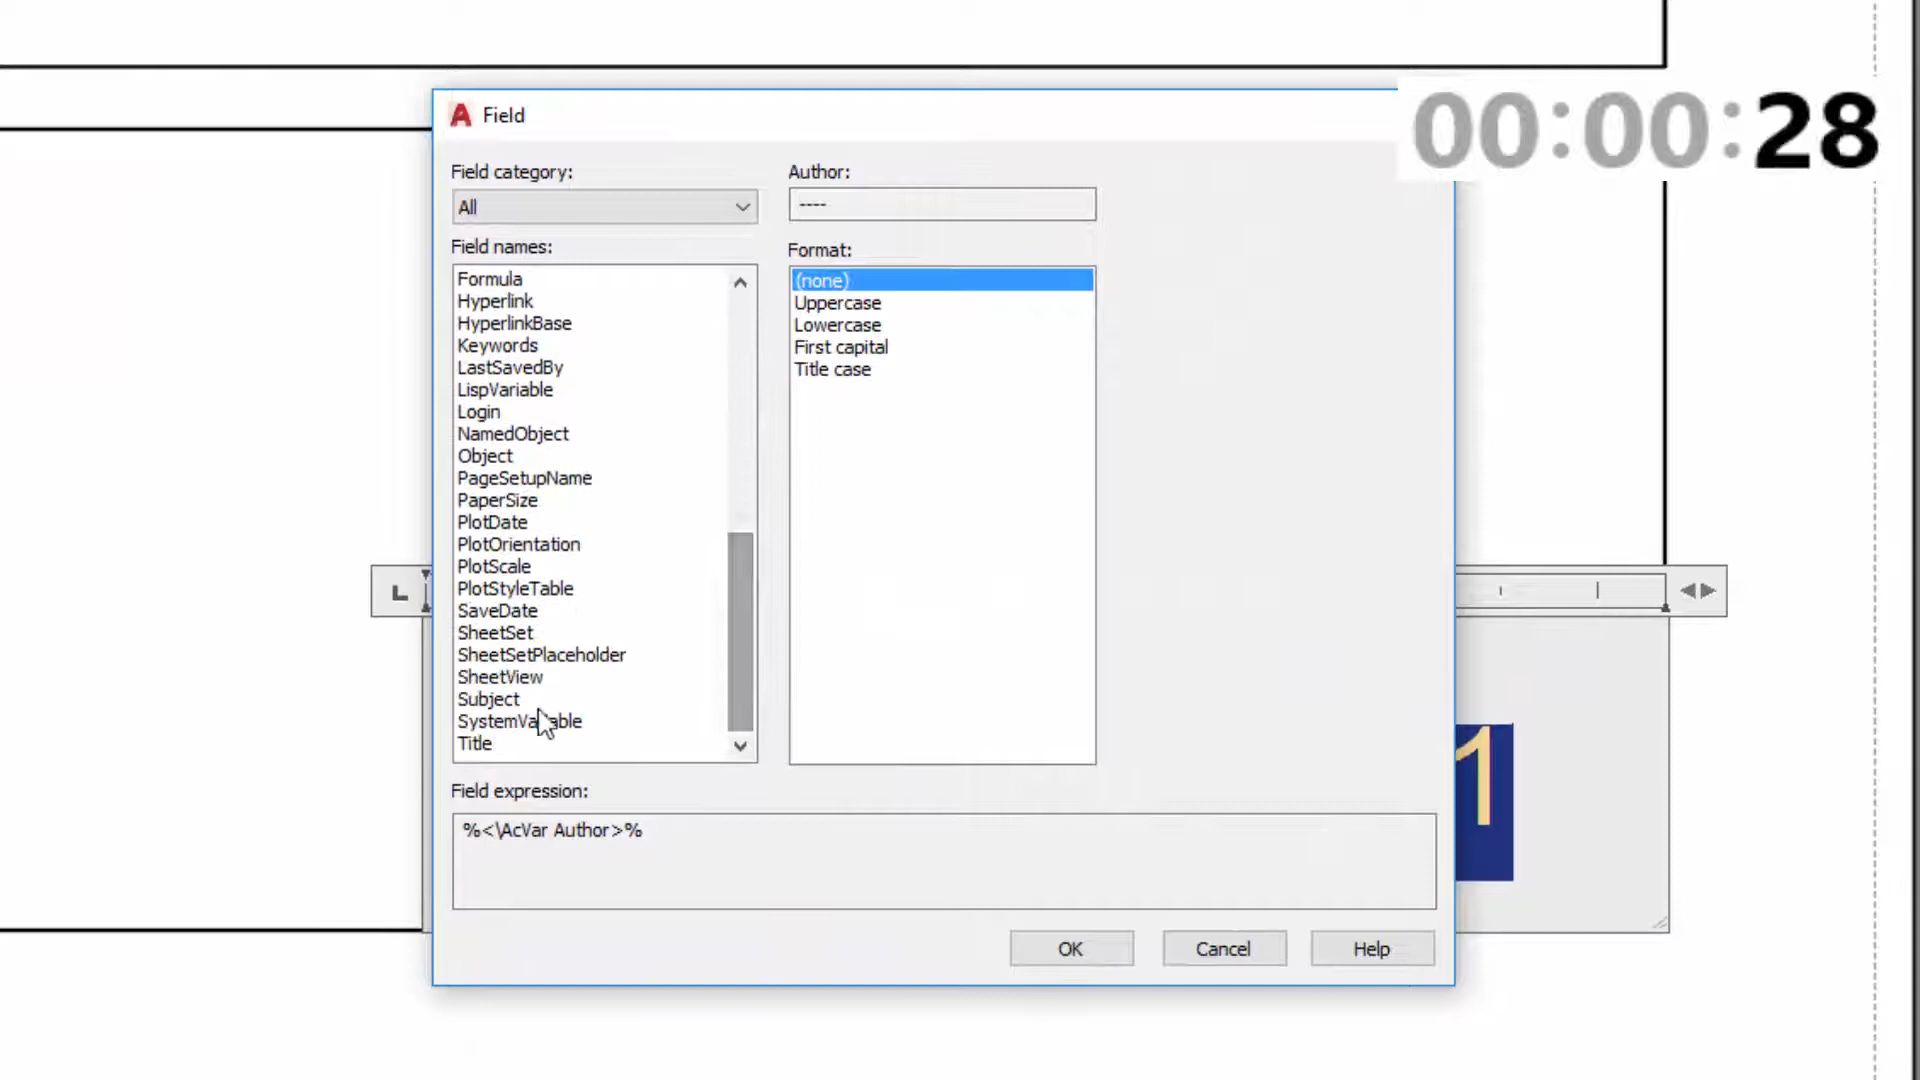 00:00:28
A Field
Field category:
All
Field names:
Formula
Hyperlink
HyperlinkBase
Keywords
LastSavedBy
LispVariable
Login
NamedObject
Object
PageSetupName
PaperSize
PlotDate
PlotOrientation
PlotScale
PlotStyleTable
SaveDate
SheetSet
SheetSetPlaceholder
SheetView
Subject
SystemVariable
Title
Author:
----
Format:
(none)
Uppercase
Lowercase
First capital
Title case
1
Field expression:
%<\AcVar Author>%
OK
Cancel
Help